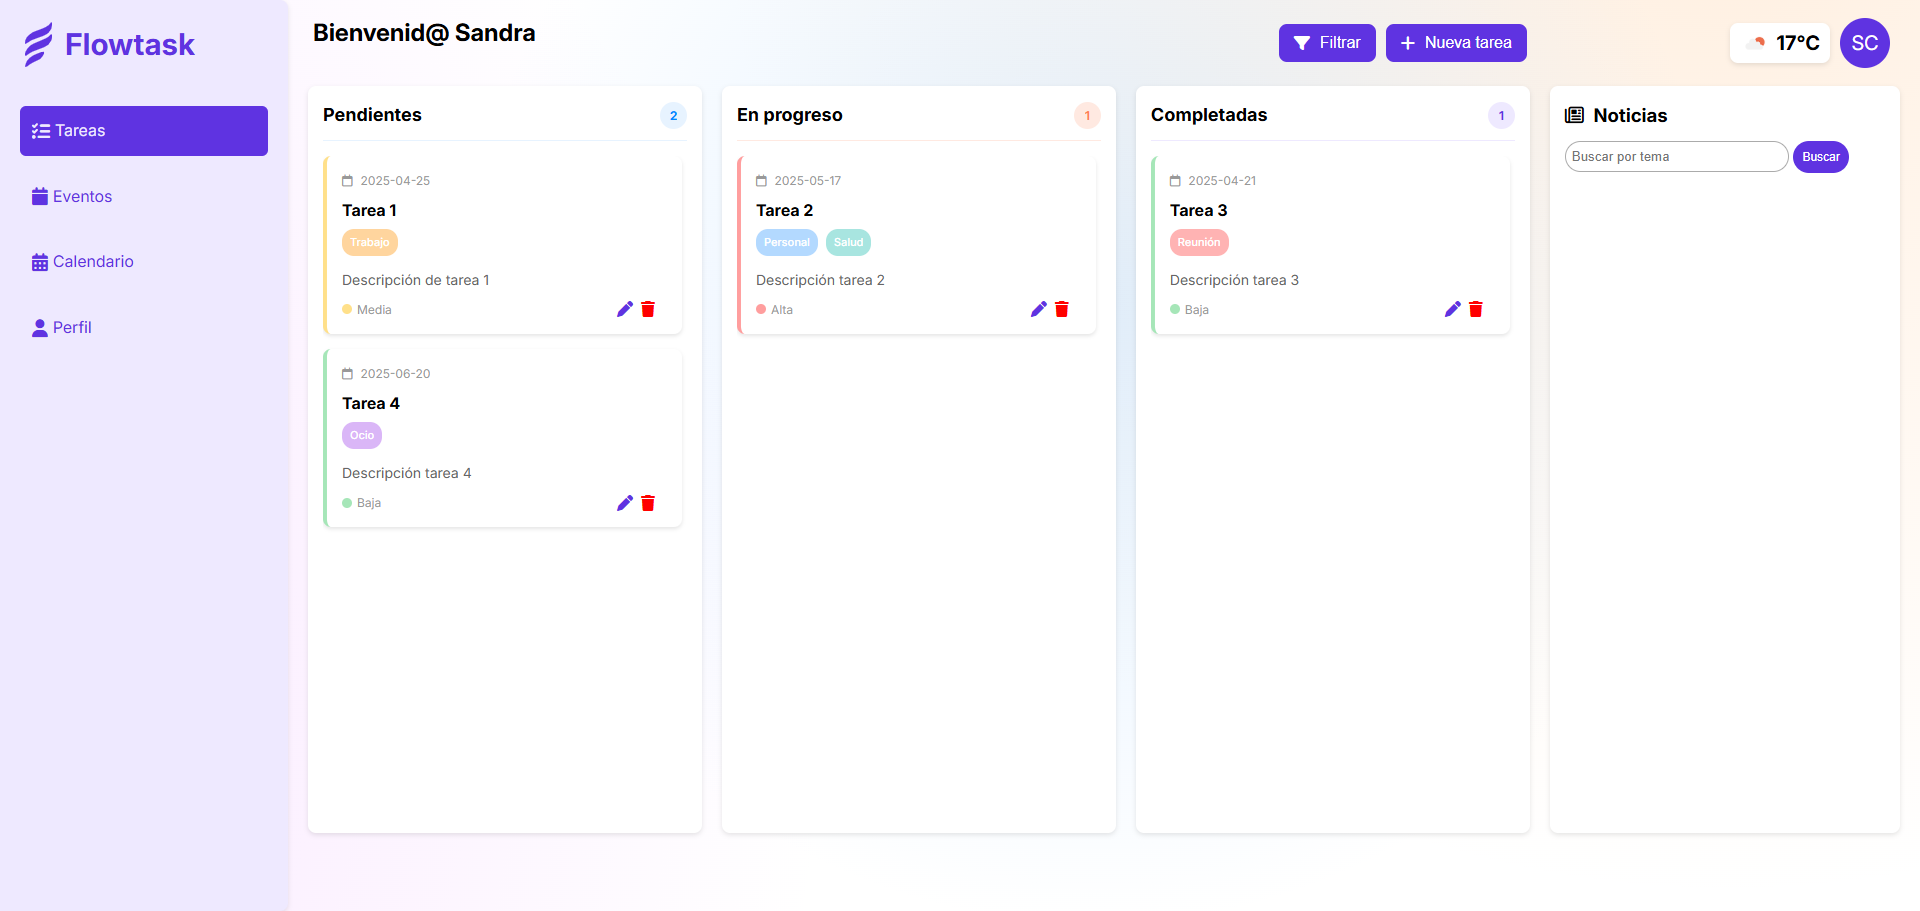 Flowtask
Tareas
Eventos
Calendario
Perfil
Bienvenid@ Sandra
Filtrar
Nueva tarea
17°C
SC
Pendientes
2
2025-04-25
Tarea 1
Trabajo
Descripción de tarea 1
Media
2025-06-20
Tarea 4
Ocio
Descripción tarea 4
Baja
En progreso
1
2025-05-17
Tarea 2
Personal Salud
Descripción tarea 2
Alta
Completadas
1
2025-04-21
Tarea 3
Reunión
Descripción tarea 3
Baja
Noticias
Buscar por tema
Buscar